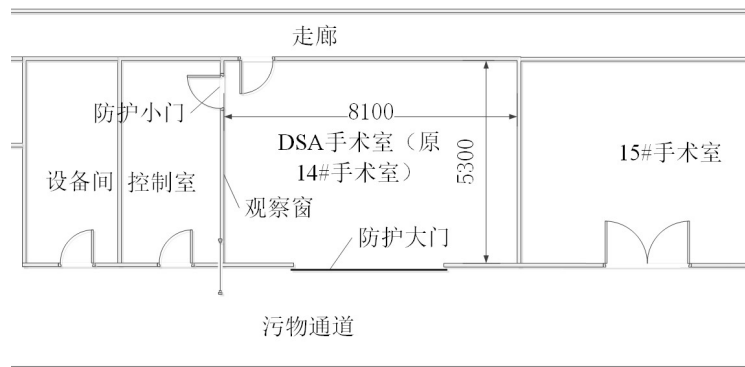 走廊
防护小门
8100
DSA手术室（原
14#手术室）
5300
15#手术室
设备间
控制室
观察窗
防护大门
污物通道